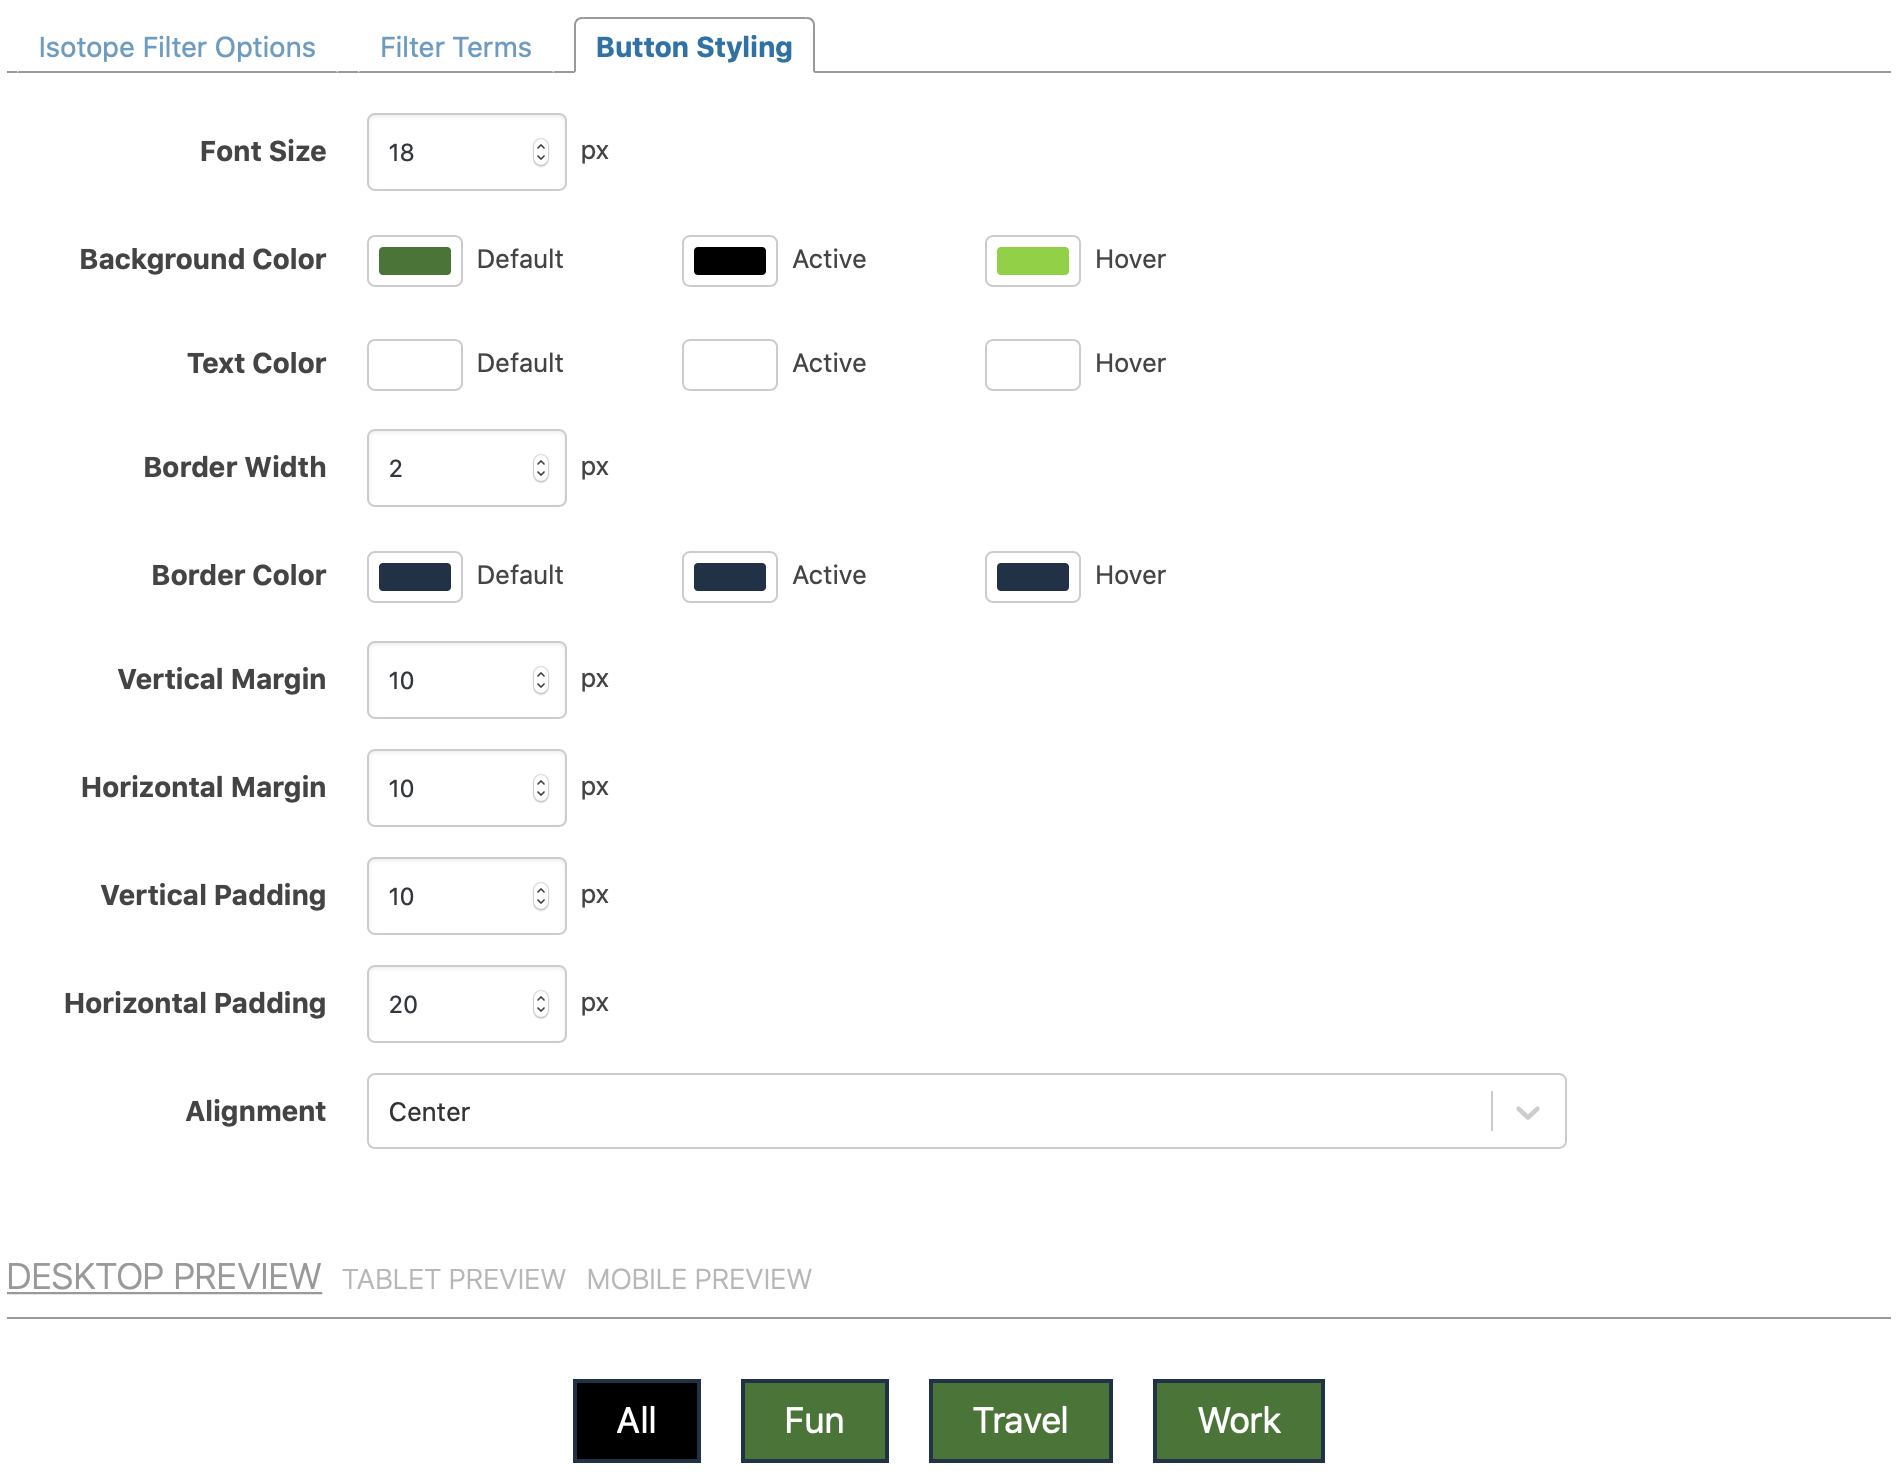 Isotope Filter Options Filter Terms Button Styling
Font Size 18 px
Background Color Default Active Hover
Text Color Default Active Hover
Border Width 2 px
Border Color Default Active Hover
Vertical Margin 10 px
Horizontal Margin 10 px
Vertical Padding 10 px
Horizontal Padding 20 px
Alignment Center
DESKTOP PREVIEW TABLET PREVIEW MOBILE PREVIEW
All Fun Travel Work